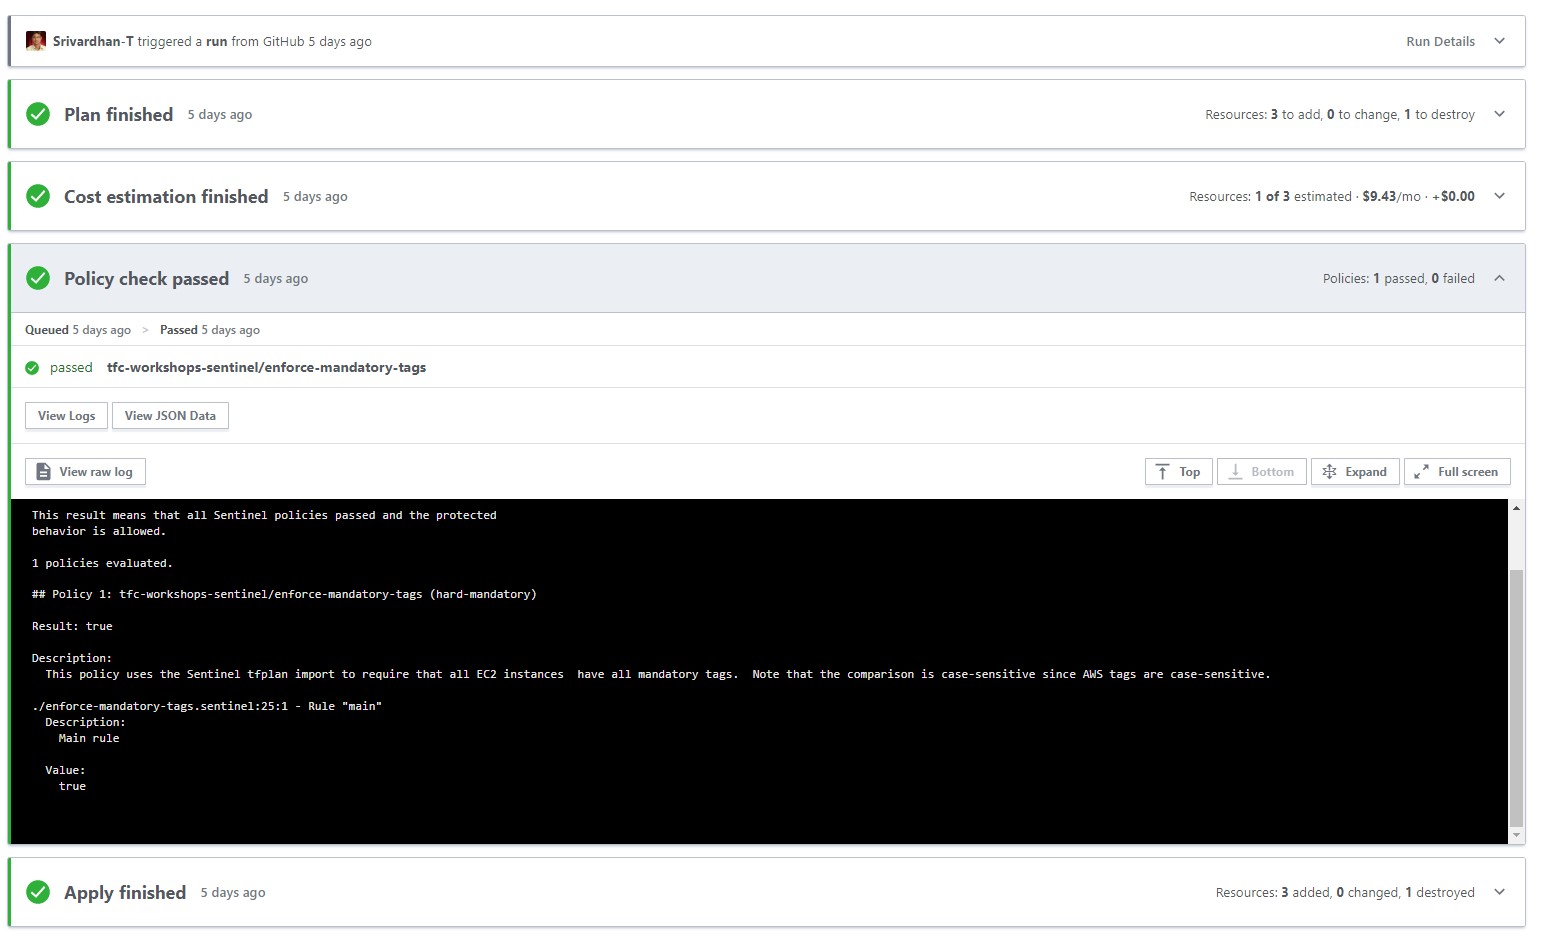 Srivardhan-T triggered a run from GitHub 5 days ago
Run Details
Plan finished 5 days ago
Resources: 3 to add, 0 to change, 1 to destroy
Cost estimation finished 5 days ago
Resources: 1 of 3 estimated · $9.43/mo · +$0.00
Policy check passed 5 days ago
Policies: 1 passed, 0 failed
Queued 5 days ago > Passed 5 days ago
passed tfc-workshops-sentinel/enforce-mandatory-tags
View Logs View JSON Data
View raw log
Top Bottom Expand Full screen
This result means that all Sentinel policies passed and the protected
behavior is allowed.
1 policies evaluated.
## Policy 1: tfc-workshops-sentinel/enforce-mandatory-tags (hard-mandatory)
Result: true
Description:
This policy uses the Sentinel tfplan import to require that all EC2 instances  have all mandatory tags.  Note that the comparison is case-sensitive since AWS tags are case-sensitive.
./enforce-mandatory-tags.sentinel:25:1 - Rule "main"
Description:
Main rule
Value:
true
Apply finished 5 days ago
Resources: 3 added, 0 changed, 1 destroyed